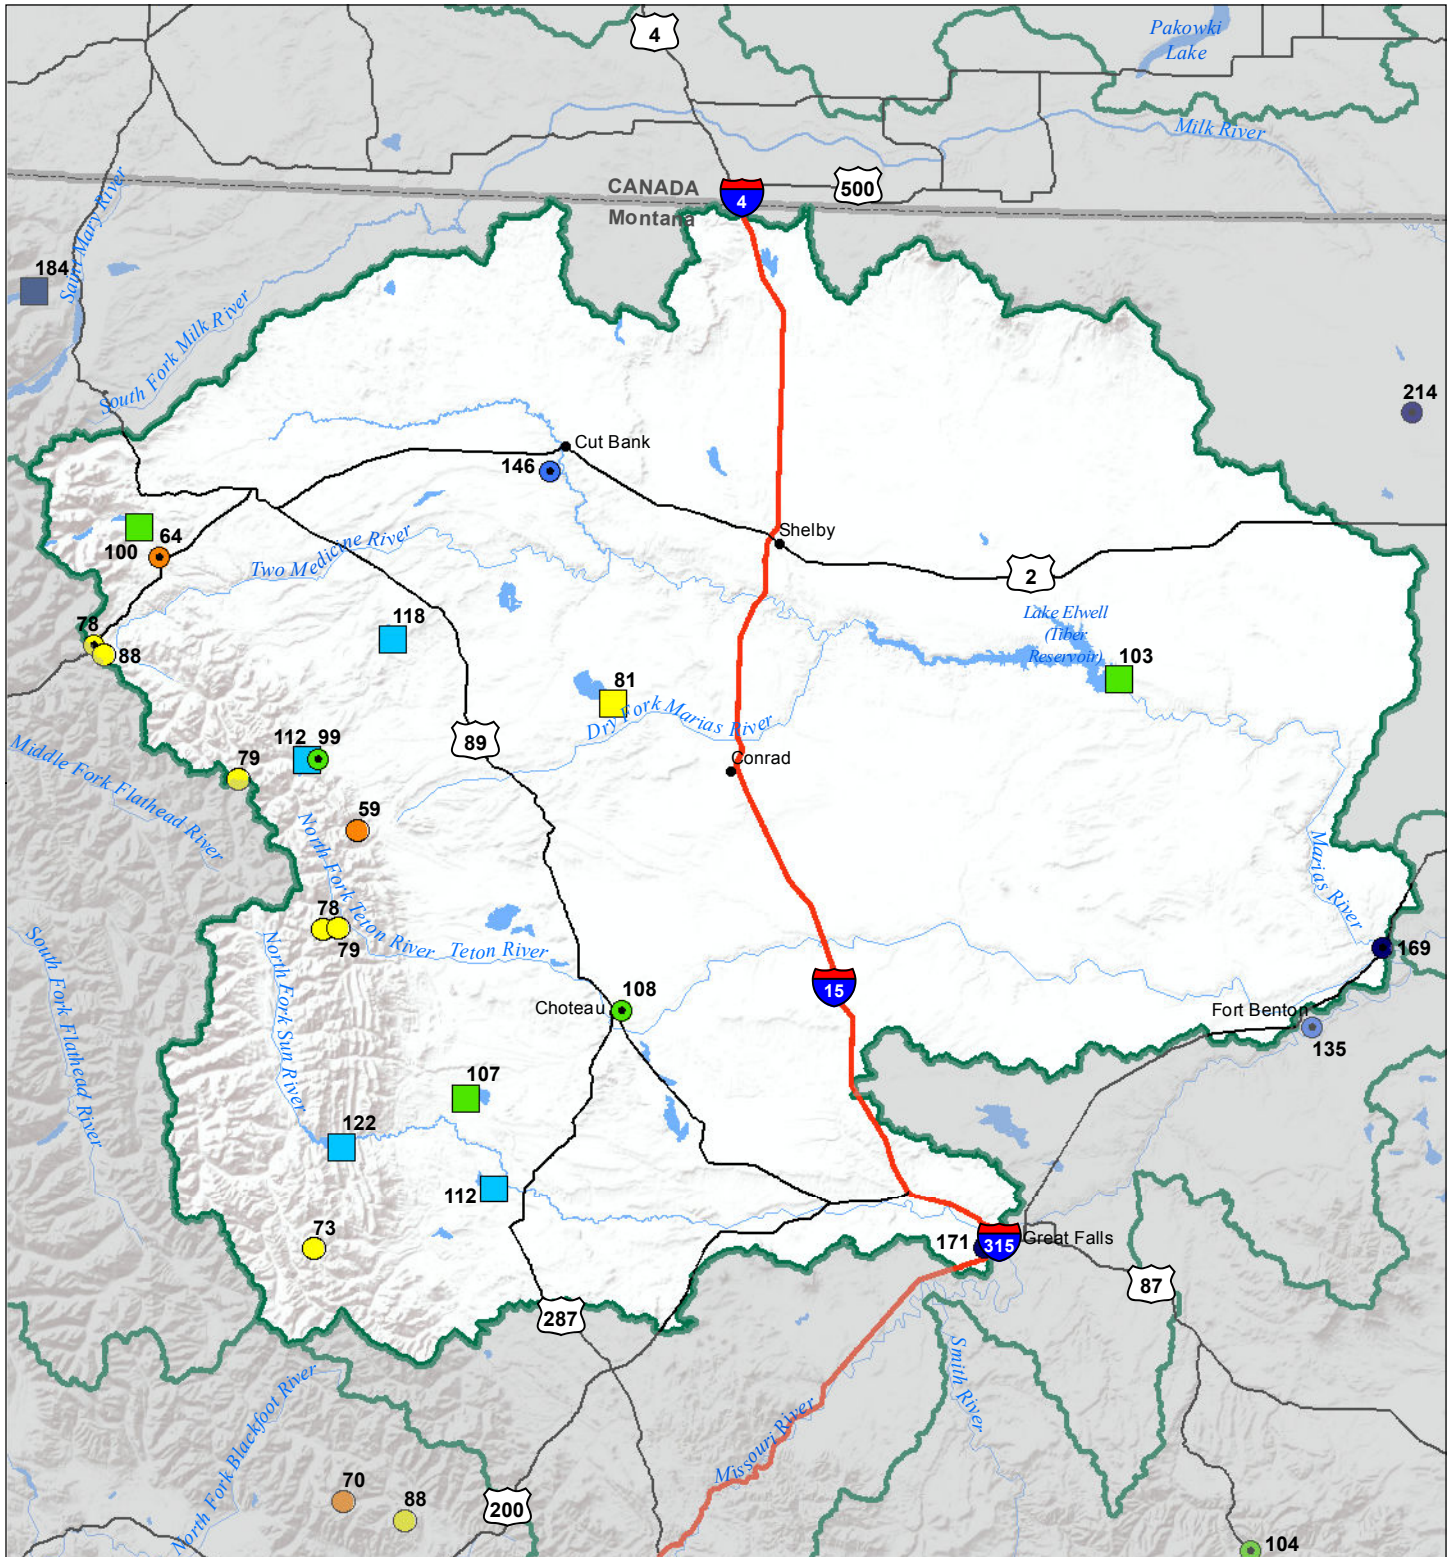 4
Pakowki
Lake
Milk River
CANADA
500
4
Montana
Saint Mary River
184
South Fork Milk River
214
Cut Bank
146
Shelby
64
100
Two Medicine River
2
Lake Elwell
(Tiber
Reservoir)
118
78
88
103
81
Dry Fork Marias River
89
112
99
Conrad
79
Middle Fork Flathead River
59
North Fork Teton River
Marias River
78
79
Teton River
169
South Fork Flathead River
North Fork Sun River
15
108
Choteau
Fort Benton
135
107
122
112
73
171
315
Great Falls
87
287
Smith River
North Fork Blackfoot River
Missouri River
70
88
200
104